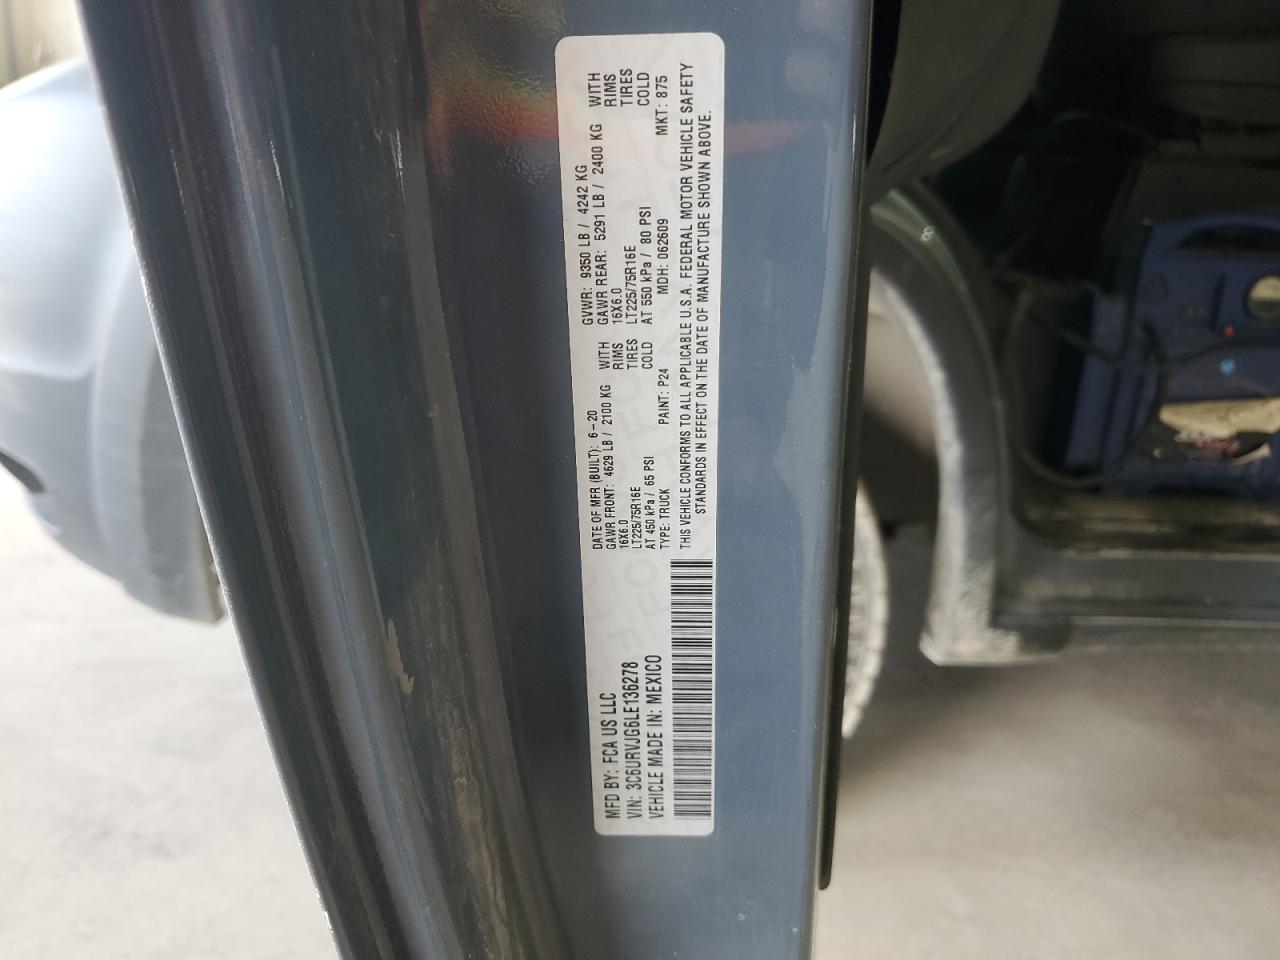 MFD BY: FCA US LLC
VIN: 3C6URVJG6LE136278
VEHICLE MADE IN: MEXICO
DATE OF MFR (BUILT): 6-20 GVWR: 9350 LB / 4242 KG
GAWR FRONT: 4629 LB / 2100 KG WITH GAWR REAR: 5291 LB / 2400 KG WITH
16X6.0 RIMS 16X6.0 RIMS
LT225/75R16E TIRES LT225/75R16E TIRES
AT 450 kPa / 65 PSI COLD AT 550 kPa / 80 PSI COLD
TYPE: TRUCK PAINT: P24 MDH: 062609 MKT: 875
THIS VEHICLE CONFORMS TO ALL APPLICABLE U.S.A. FEDERAL MOTOR VEHICLE SAFETY
STANDARDS IN EFFECT ON THE DATE OF MANUFACTURE SHOWN ABOVE.